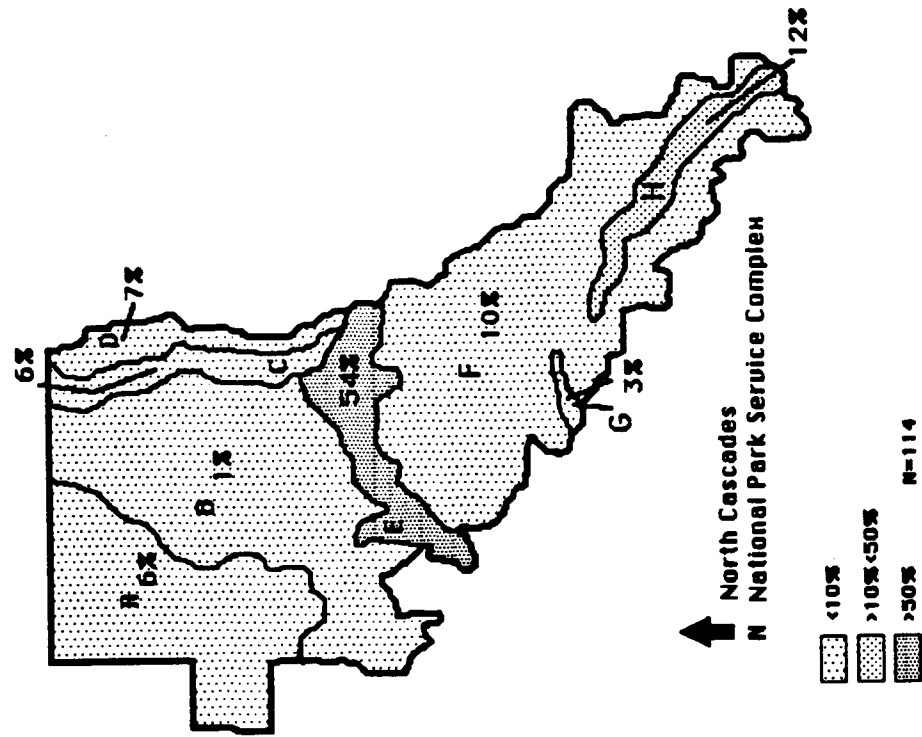 6%
D
7%
C
A
6%
B
1%
54%
E
F
10%
G
3%
H
12%
North Cascades
N National Park Service Complex
<10%
>10%<50%
>50%
N=114